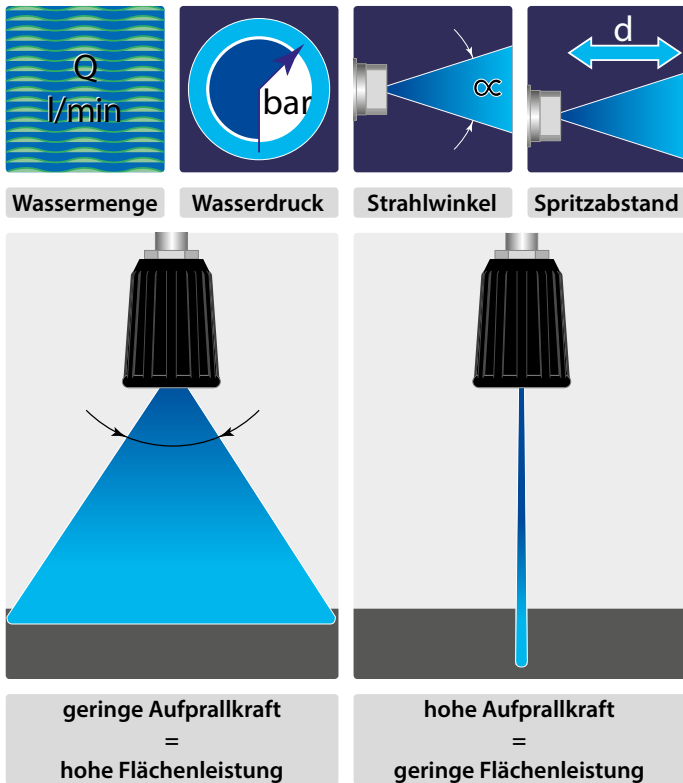 Q
l/min
bar
∝
d
Wassermenge
Wasserdruck
Strahlwinkel
Spritzabstand
geringe Aufprallkraft
=
hohe Flächenleistung
hohe Aufprallkraft
=
geringe Flächenleistung